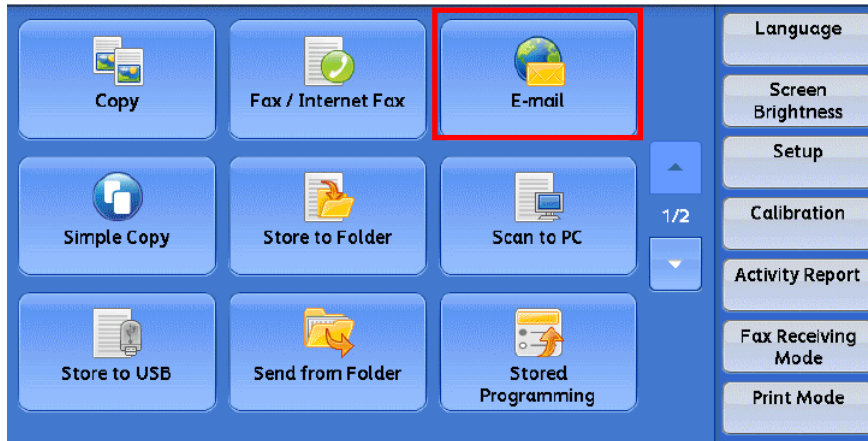 Copy
Fax / Internet Fax
E-mail
Simple Copy
Store to Folder
Scan to PC
Store to USB
Send from Folder
Stored
Programming
1/2
Language
Screen
Brightness
Setup
Calibration
Activity Report
Fax Receiving
Mode
Print Mode